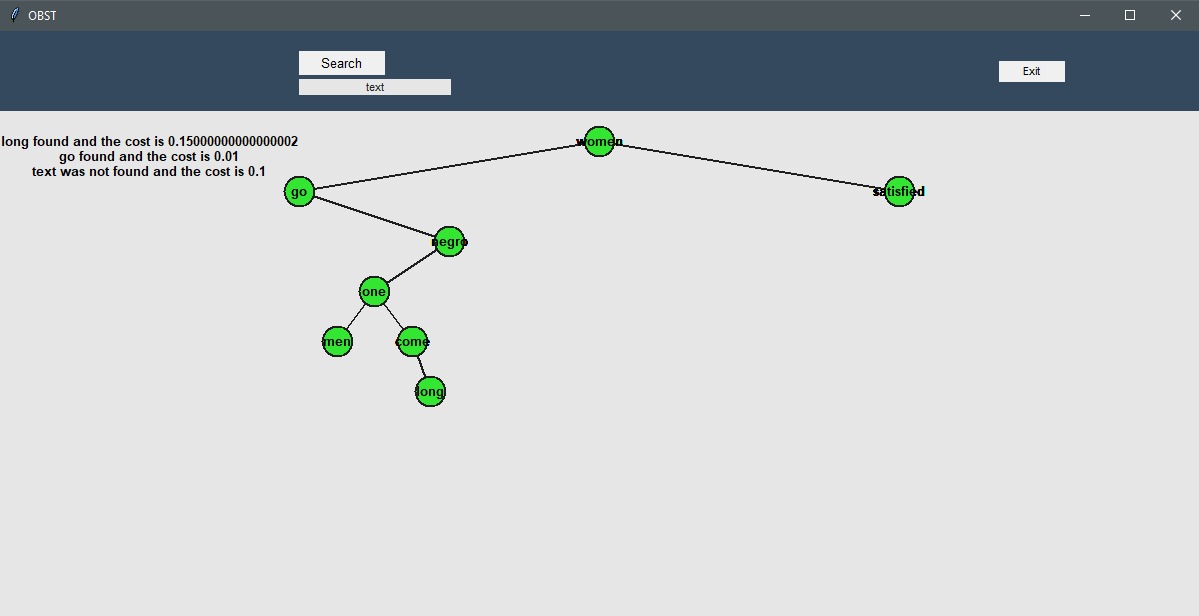 OBST
Search
text
Exit
long found and the cost is 0.15000000000000002
go found and the cost is 0.01
text was not found and the cost is 0.1
women
go
satisfied
negro
one
men
come
long